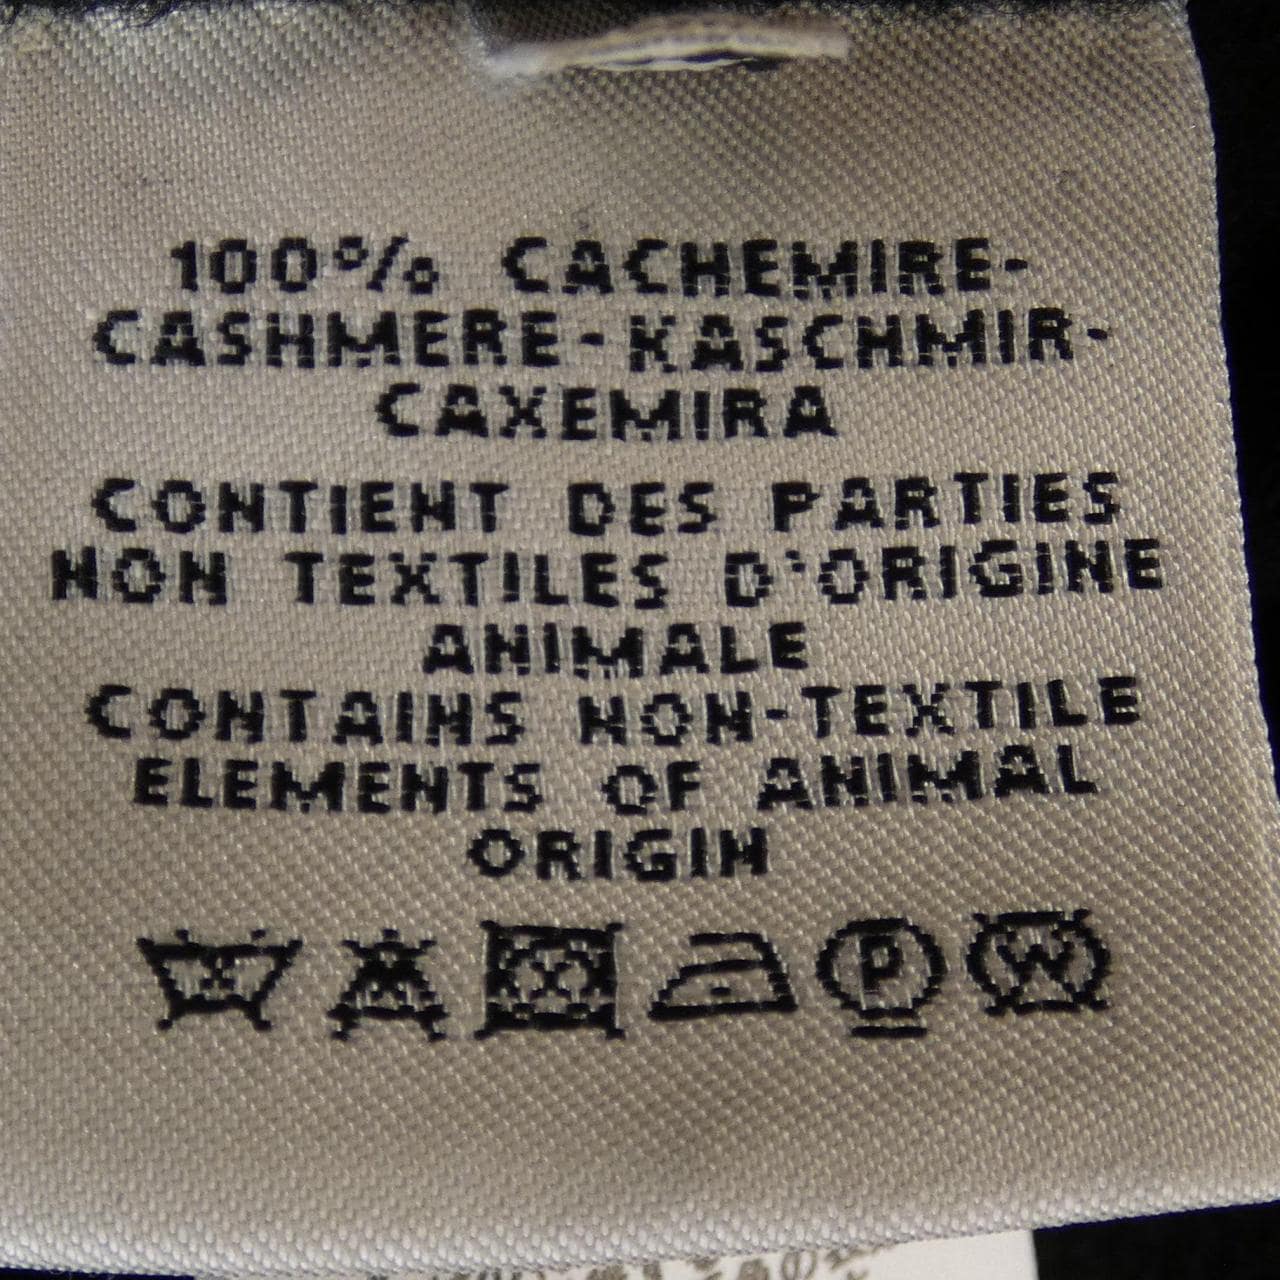 100% CACHEMIRE-
CASHMERE-KASCHMIR-
CAXEMIRA
CONTIENT DES PARTIES
NON TEXTILES D'ORIGINE
ANIMALE
CONTAINS NON-TEXTILE
ELEMENTS OF ANIMAL
ORIGIN
P W